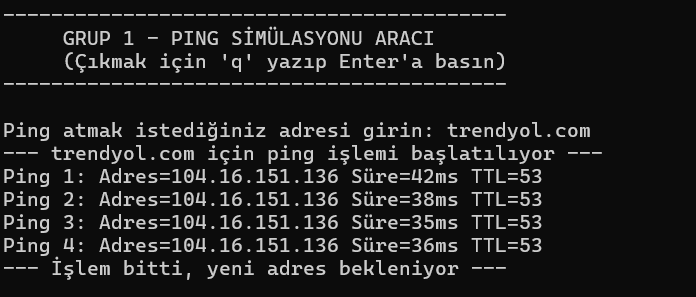 ------------------------------------------
GRUP 1 - PING SİMÜLASYONU ARACI
(Çıkmak için 'q' yazıp Enter'a basın)
------------------------------------------
Ping atmak istediğiniz adresi girin: trendyol.com
--- trendyol.com için ping işlemi başlatılıyor ---
Ping 1: Adres=104.16.151.136 Süre=42ms TTL=53
Ping 2: Adres=104.16.151.136 Süre=38ms TTL=53
Ping 3: Adres=104.16.151.136 Süre=35ms TTL=53
Ping 4: Adres=104.16.151.136 Süre=36ms TTL=53
--- İşlem bitti, yeni adres bekleniyor ---